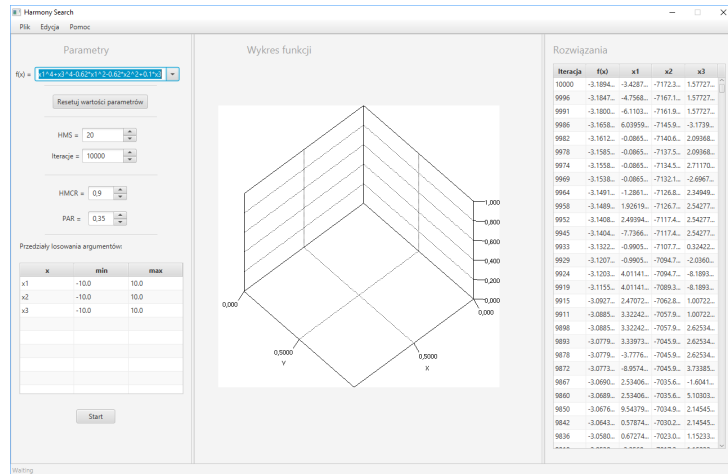 Harmony Search
Plik Edycja Pomoc
Parametry
f(x) = x1^4+x3^4-0.62*x1^2-0.62*x2^2+0.1*x3
Resetuj wartości parametrów
HMS = 20
Iteracje = 10000
HMCR = 0,9
PAR = 0,35
Przedziały losowania argumentów:
x min max
x1 -10.0 10.0
x2 -10.0 10.0
x3 -10.0 10.0
Start
Wykres funkcji
1,000
0,800
0,600
0,400
0,200
0,000
0,000
0,000
0,5000
0,5000
Y
X
Rozwiązania
Iteracja f(x) x1 x2 x3
10000 -3.1894... -3.4287... -7172.3... 1.57727...
9996 -3.1847... -4.7568... -7167.1... 1.57727...
9991 -3.1800... -6.1103... -7161.9... 1.57727...
9986 -3.1658... 6.03959... -7145.9... -3.1739...
9982 -3.1612... -0.0865... -7140.6... 2.09368...
9978 -3.1585... -0.0865... -7137.5... 2.09368...
9974 -3.1558... -0.0865... -7134.5... 2.71170...
9969 -3.1538... -0.0865... -7132.1... -2.6967...
9964 -3.1491... -1.2861... -7126.8... 2.34949...
9958 -3.1489... 1.92619... -7126.7... 2.54277...
9952 -3.1408... 2.49394... -7117.4... 2.54277...
9945 -3.1404... -7.7366... -7117.4... 2.54277...
9933 -3.1322... -0.9905... -7107.7... 0.32422...
9929 -3.1207... -0.9905... -7094.7... -2.0360...
9924 -3.1203... 4.01141... -7094.7... -8.1893...
9919 -3.1155... 4.01141... -7089.3... -8.1893...
9915 -3.0927... 2.47072... -7062.8... 1.00722...
9911 -3.0885... 3.32242... -7057.9... 1.00722...
9898 -3.0885... 3.32242... -7057.9... 2.62534...
9893 -3.0779... 3.33973... -7045.9... 2.62534...
9878 -3.0779... -3.7776... -7045.9... 2.62534...
9872 -3.0773... -8.9574... -7045.9... 3.73385...
9867 -3.0690... 2.53406... -7035.6... -1.6041...
9860 -3.0689... 2.53406... -7035.6... 5.10303...
9850 -3.0676... 9.54379... -7034.9... 2.14545...
9842 -3.0643... 0.57874... -7030.2... 2.14545...
9836 -3.0580... 0.67274... -7023.0... 1.15233...
Waiting